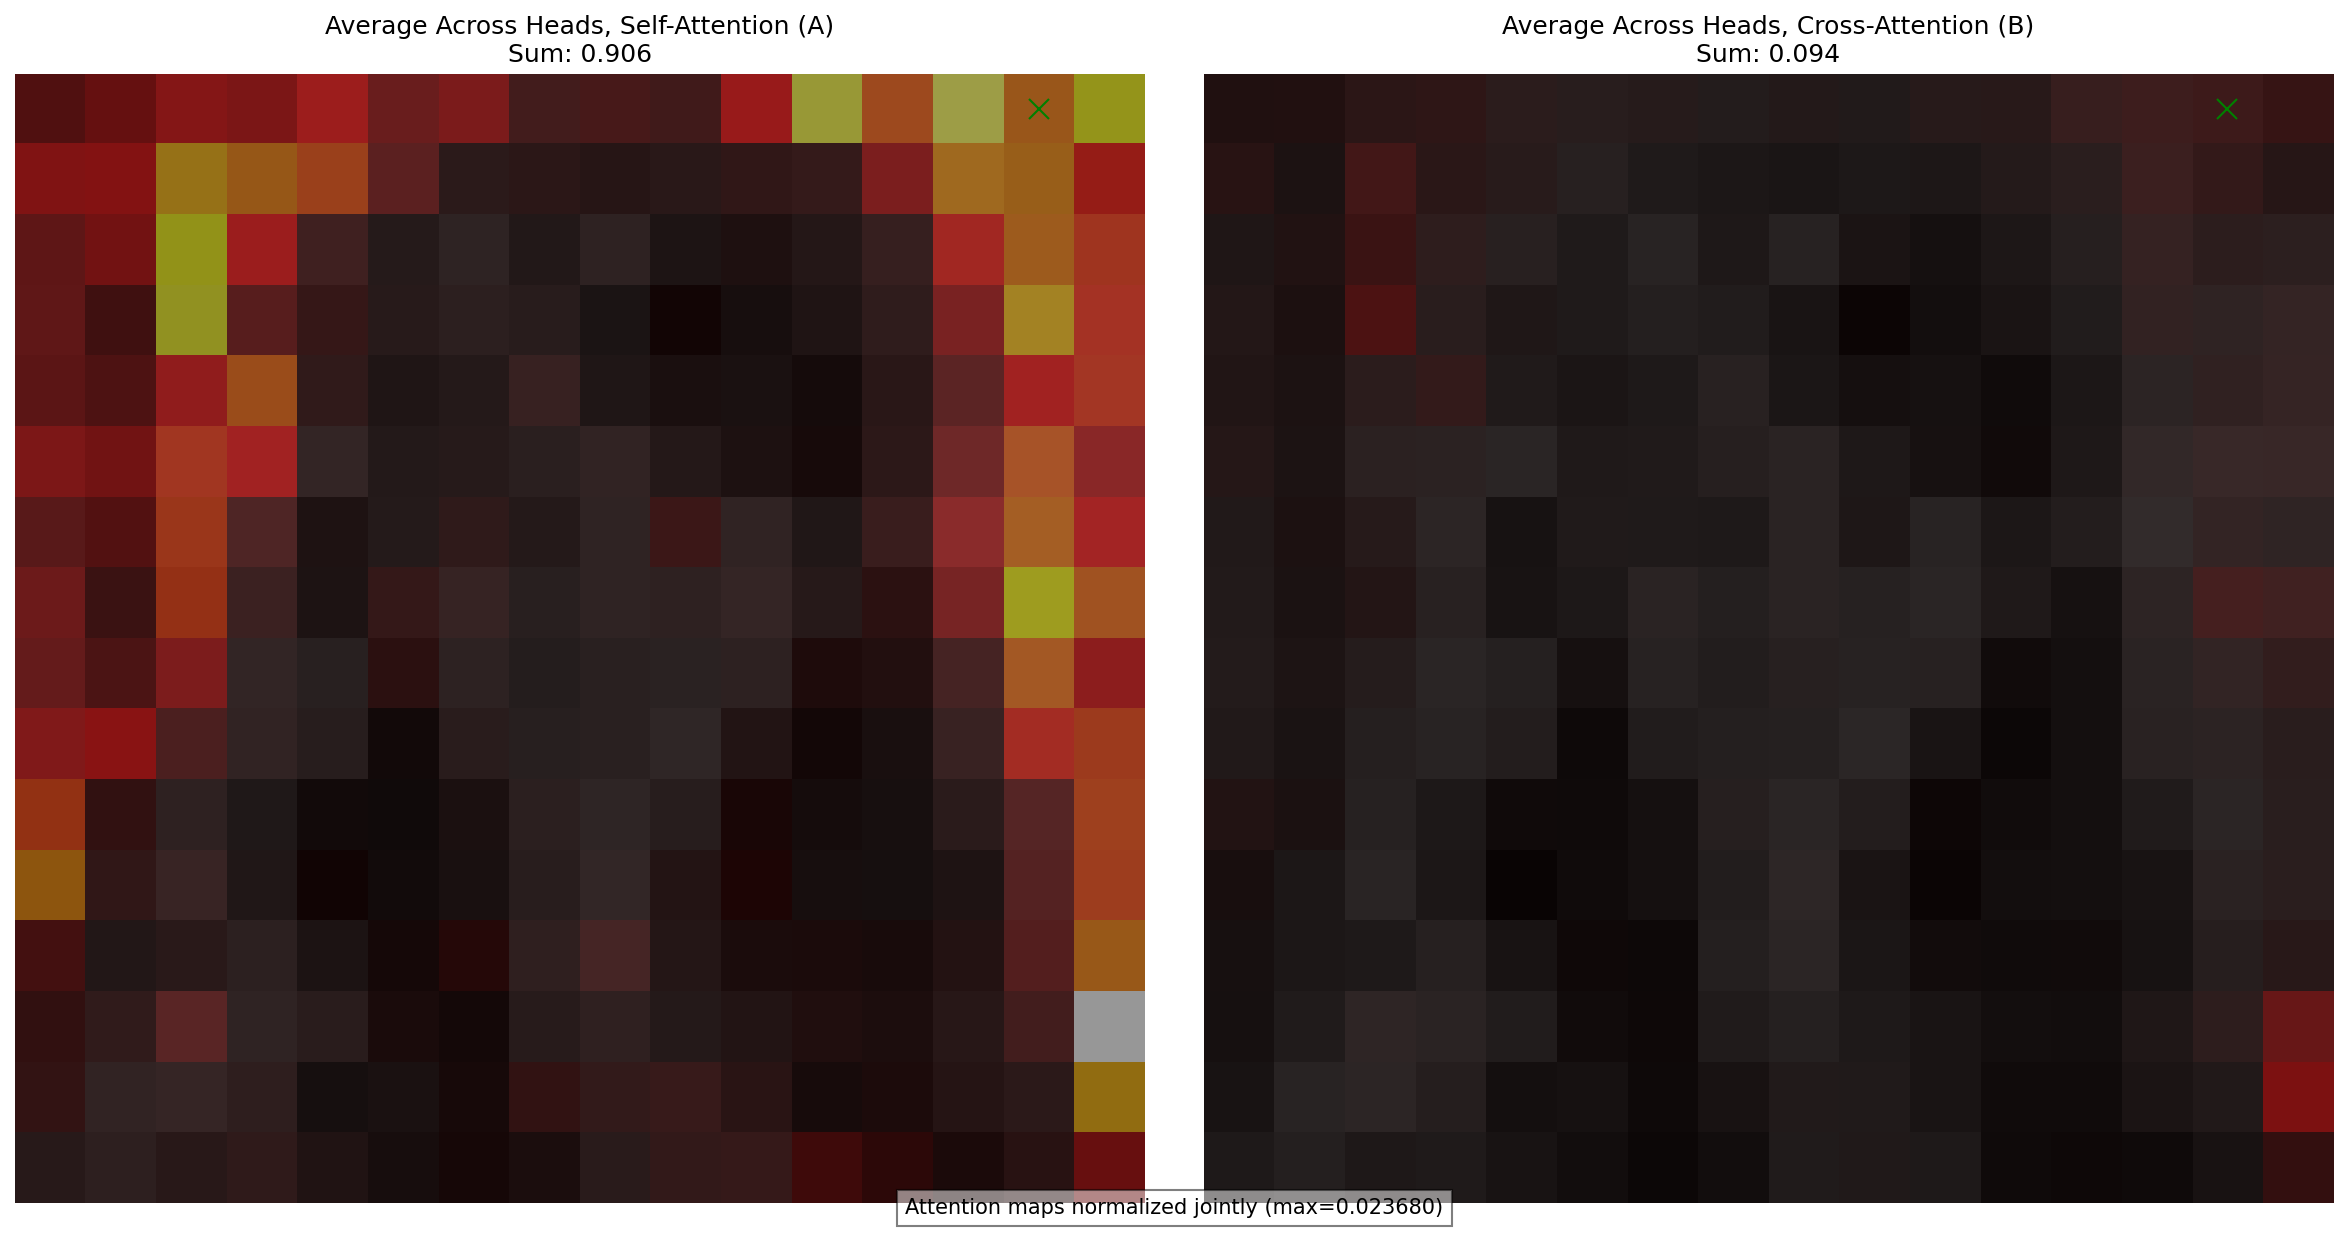 Average Across Heads, Self-Attention (A)
Sum: 0.906
Average Across Heads, Cross-Attention (B)
Sum: 0.094
Attention maps normalized jointly (max=0.023680)